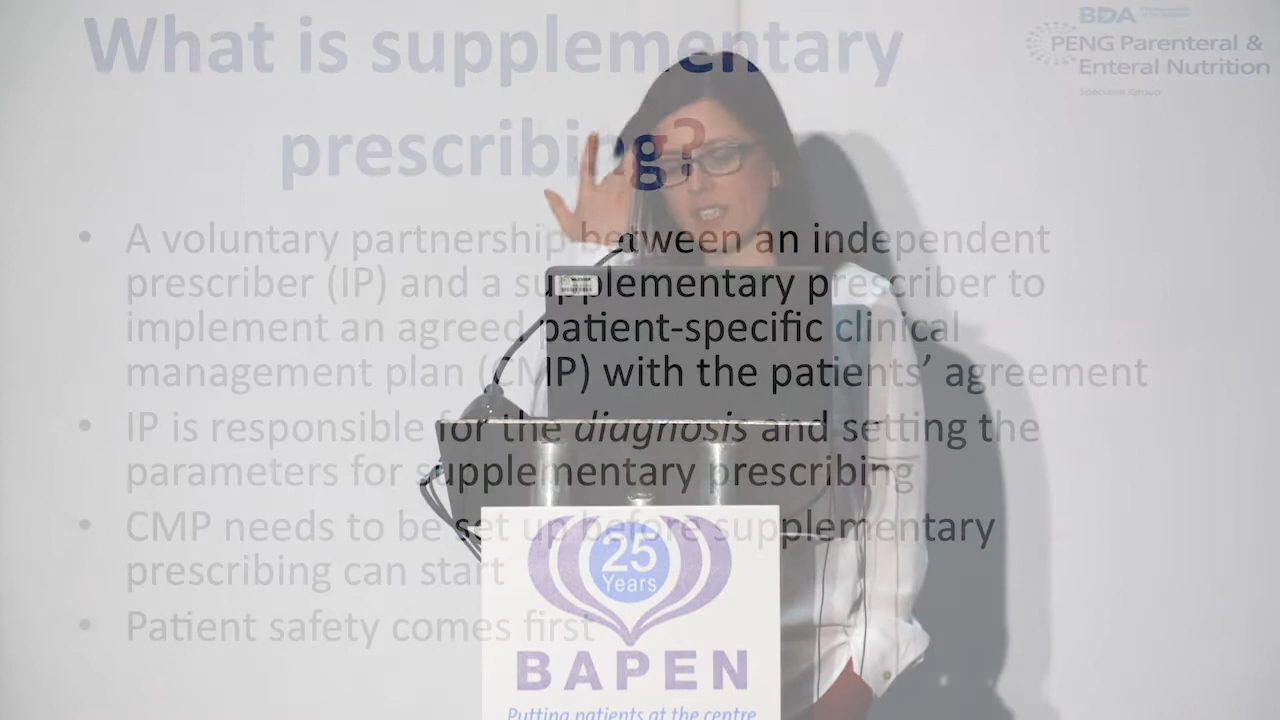 What is supplementary
prescribing?
BDA
PENG Parenteral &
Enteral Nutrition
Specialist Group
• A voluntary partnership between an independent
prescriber (IP) and a supplementary prescriber to
implement an agreed patient-specific clinical
management plan (CMP) with the patients’ agreement
• IP is responsible for the diagnosis and setting the
parameters for supplementary prescribing
• CMP needs to be set up before supplementary
prescribing can start
• Patient safety comes first
25
Years
BAPEN
Putting patients at the centre